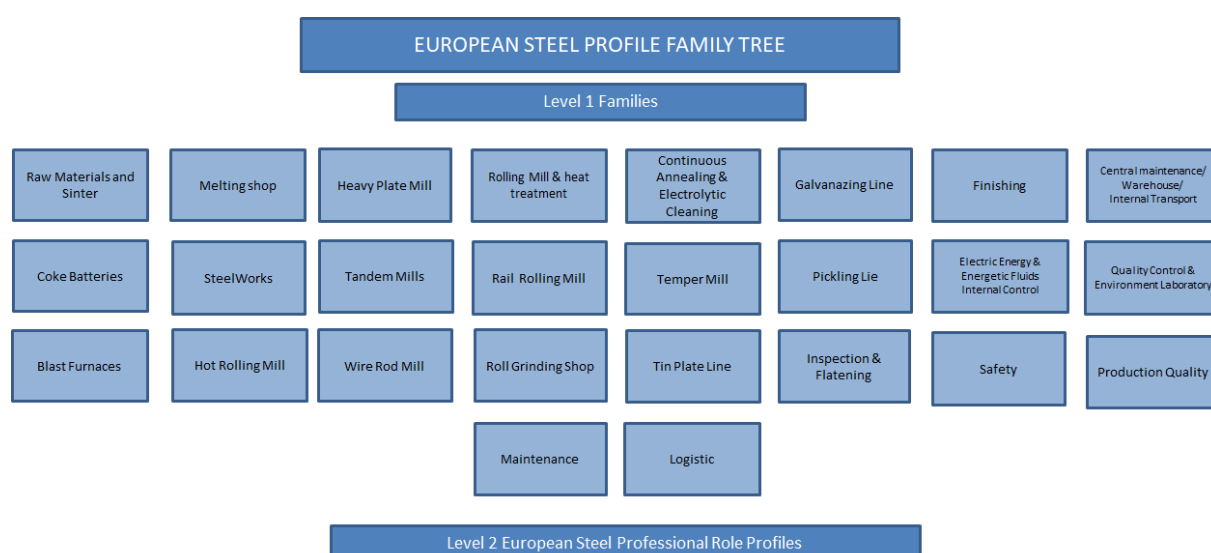 EUROPEAN STEEL PROFILE FAMILY TREE
Level 1 Families
Raw Materials and
Sinter
Melting shop
Heavy Plate Mill
Rolling Mill & heat
treatment
Continuous
Annealing &
Electrolytic
Cleaning
Galvanazing Line
Finishing
Central maintenance/
Warehouse/
Internal Transport
Coke Batteries
SteelWorks
Tandem Mills
Rail Rolling Mill
Temper Mill
Pickling Lie
Electric Energy &
Energetic Fluids
Internal Control
Quality Control &
Environment Laboratory
Blast Furnaces
Hot Rolling Mill
Wire Rod Mill
Roll Grinding Shop
Tin Plate Line
Inspection &
Flatening
Safety
Production Quality
Maintenance
Logistic
Level 2 European Steel Professional Role Profiles